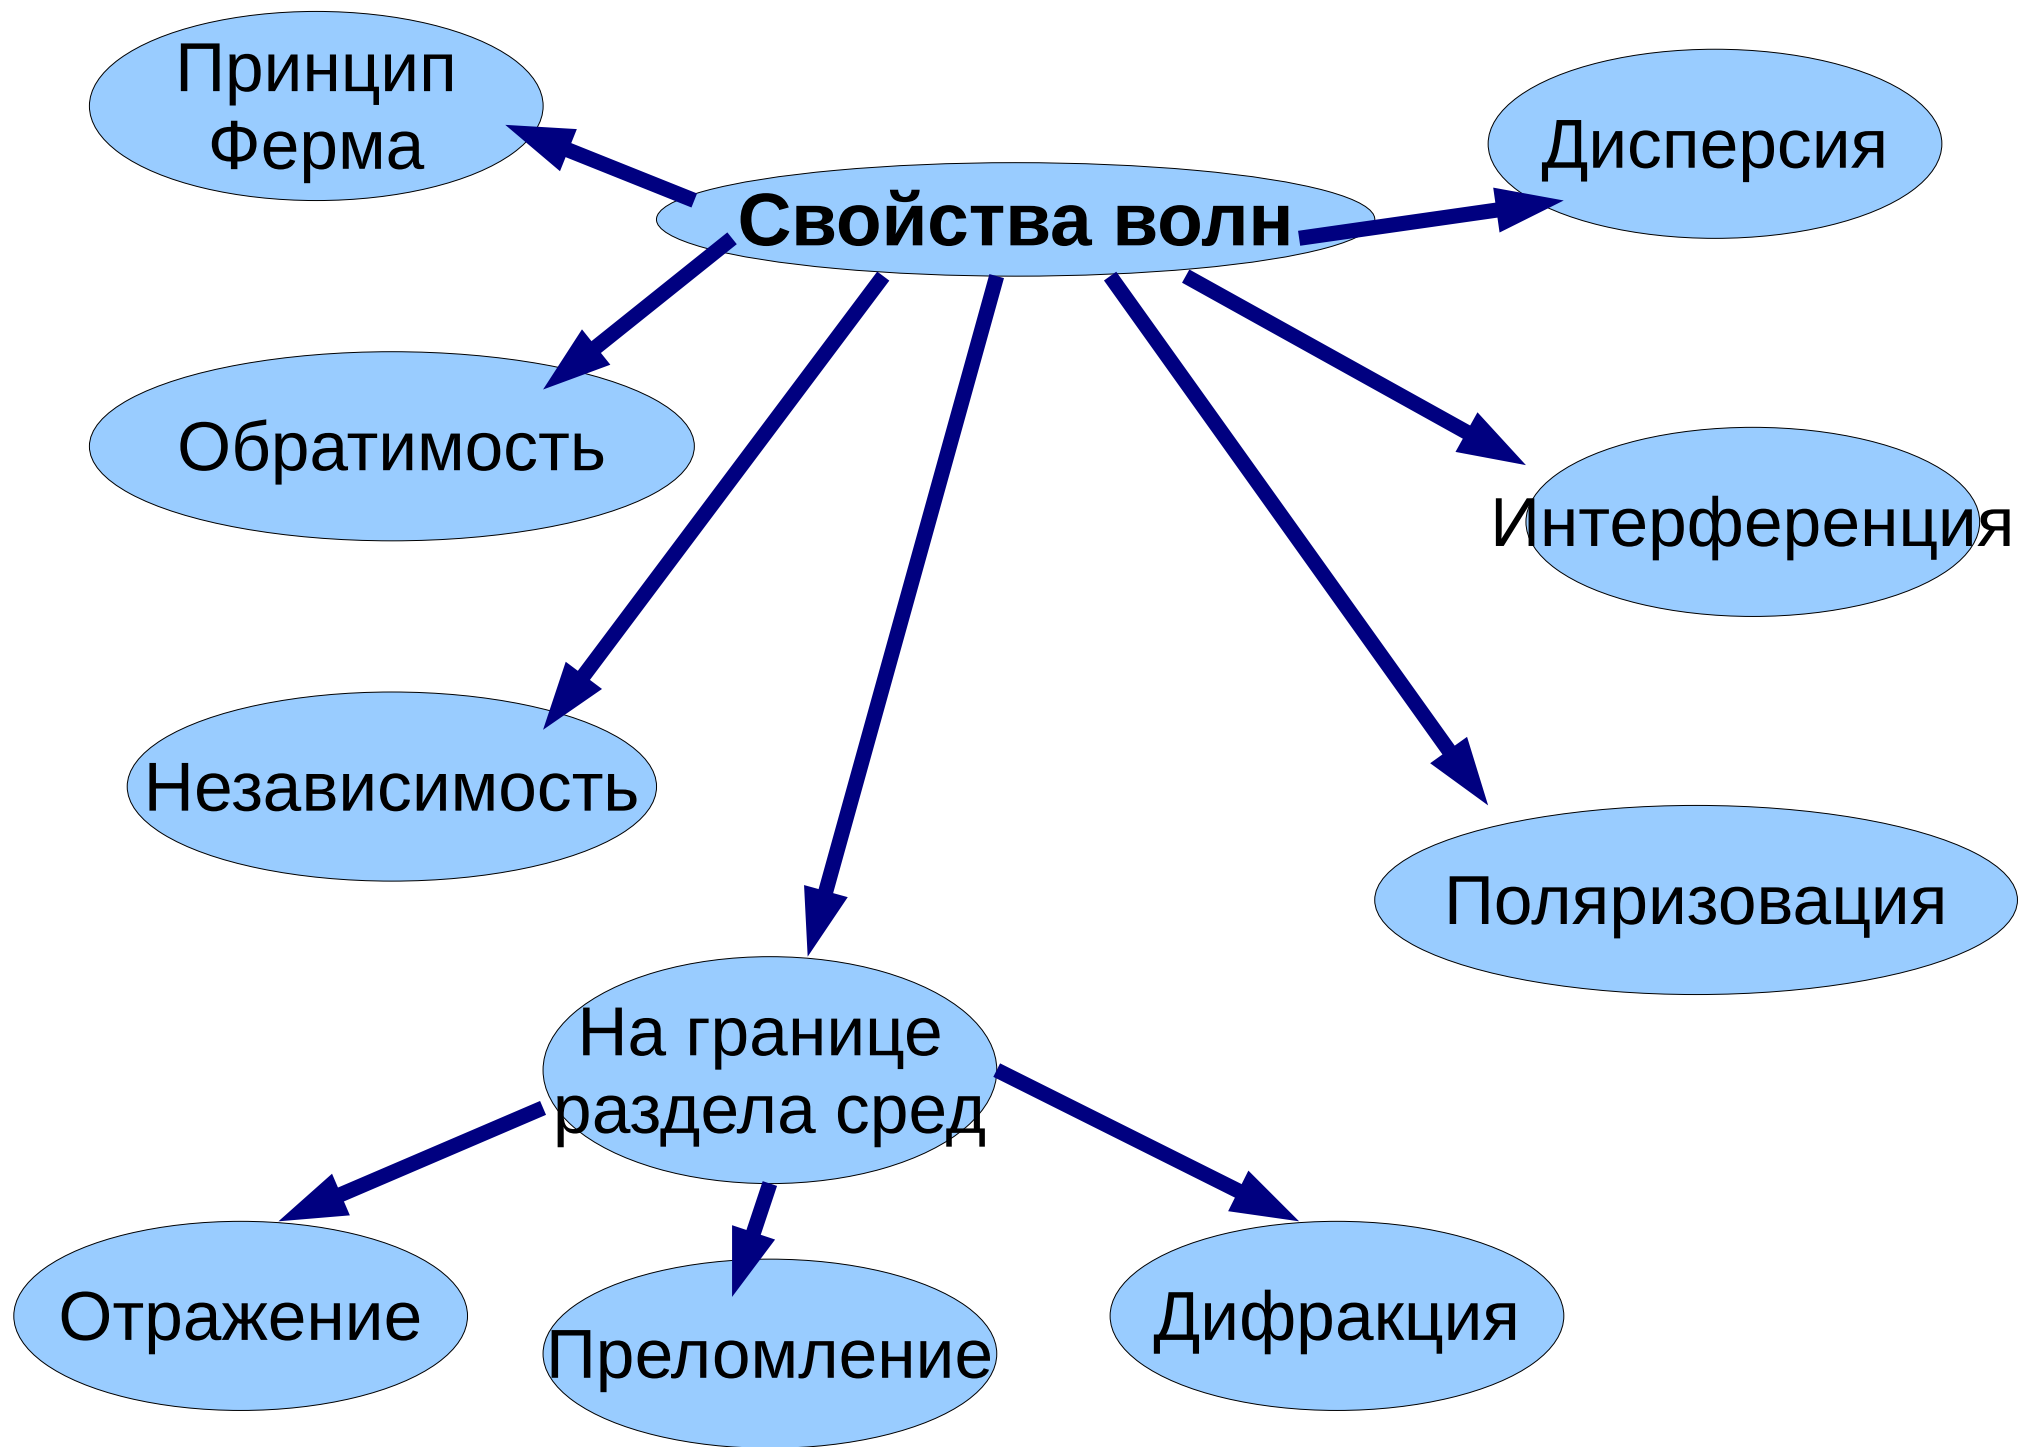 Принцип
Ферма
Дисперсия
Свойства волн
Обратимость
Интерференция
Независимость
Поляризовация
На границе
раздела сред
Отражение
Преломление
Дифракция